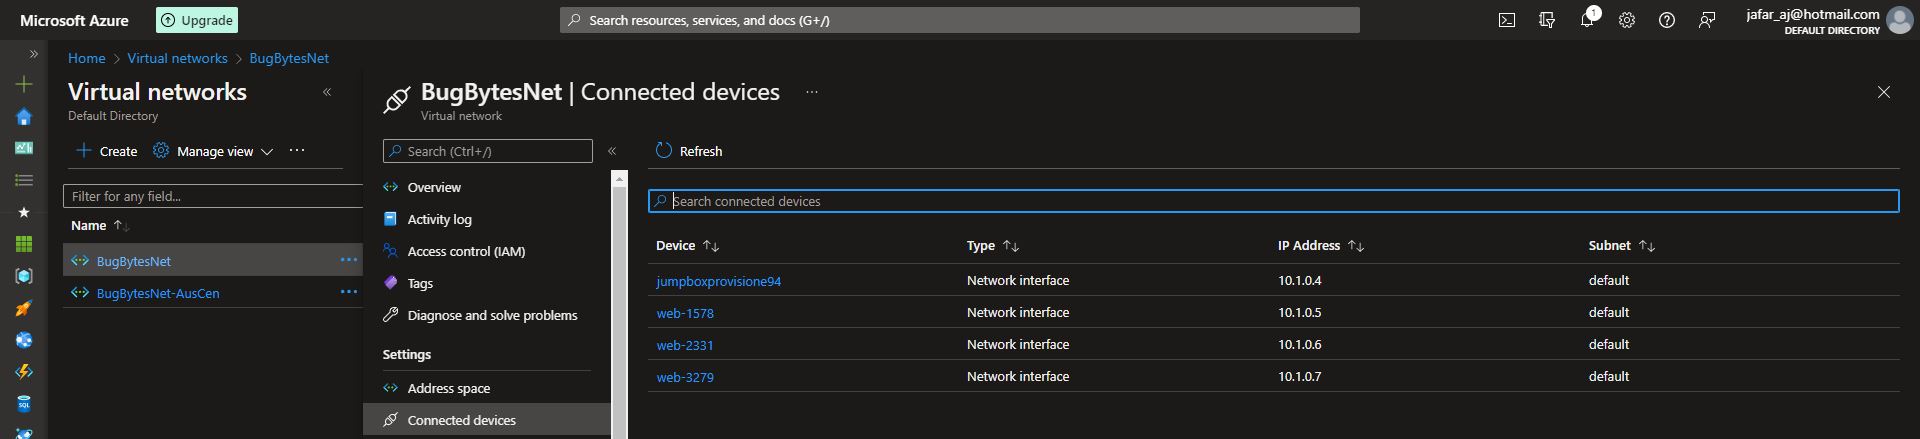 Microsoft Azure
Upgrade
Search resources, services, and docs (G+/)
1
jafar_aj@hotmail.com
DEFAULT DIRECTORY
Home > Virtual networks > BugBytesNet
Virtual networks
Default Directory
Create
Manage view
Filter for any field...
Name
BugBytesNet
BugBytesNet-AusCen
BugBytesNet | Connected devices
Virtual network
Search (Ctrl+/)
Overview
Activity log
Access control (IAM)
Tags
Diagnose and solve problems
Settings
Address space
Connected devices
Refresh
Search connected devices
Device Type IP Address Subnet
jumpboxprovisione94 Network interface 10.1.0.4 default
web-1578 Network interface 10.1.0.5 default
web-2331 Network interface 10.1.0.6 default
web-3279 Network interface 10.1.0.7 default
SQL